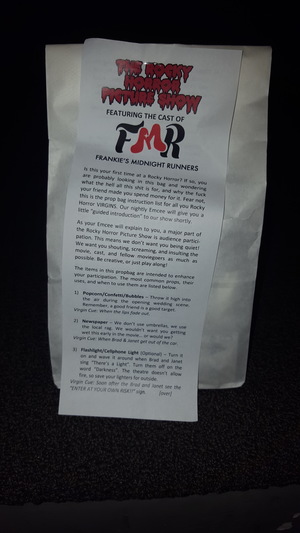 THE ROCKY
HORROR
PICTURE SHOW
FEATURING THE CAST OF
FMR
FRANKIE'S MIDNIGHT RUNNERS
Is this your first time at a Rocky Horror? If so, you
are probably looking in this bag and wondering
what the hell all this shit is for, and why the fuck
your friend made you spend money for it. Fear not,
this is the prop bag instruction list for all you Rocky
Horror VIRGINS. Our nightly Emcee will give you a
little "guided introduction" to our show shortly.
As your Emcee will explain to you, a major part of
the Rocky Horror Picture Show is audience partici-
pation. This means we don't want you being quiet!
We want you shouting, screaming, and insulting the
movie, cast, and fellow moviegoers as much as
possible. Be creative, or just play along!
The items in this propbag are intended to enhance
your participation. The most common props, their
uses, and when to use them are listed below.
1) Popcorn/Confetti/Bubbles – Throw it high into
the air during the opening wedding scene.
Remember, a good friend is a good target.
Virgin Cue: When the lips fade out.
2) Newspaper – We don't use umbrellas, we use
the local rag. We wouldn't want you getting
wet this early in the movie... or would we?
Virgin Cue: When Brad & Janet get out of the car.
3) Flashlight/Cellphone Light (Optional) – Turn it
on and wave it around when Brad and Janet
sing "There's a Light". Turn them off on the
word "Darkness". The theatre doesn't allow
fire, so save your lighters for outside.
Virgin Cue: Soon after the Brad and Janet see the
"ENTER AT YOUR OWN RISK!!" sign. [over]